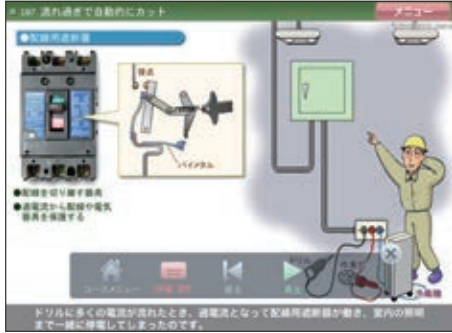 197 流れ過ぎで自動的にカット
メニュー
●配線用遮断器
接点
バイメタル
●配線を切り離す器具
●過電流から配線や電気
器具を保護する
ドリル
コースメニュー
戻る
ドリルに多くの電流が流れたとき、過電流となって配線用遮断器が働き、室内の照明
まで一緒に停電してしまったのです。